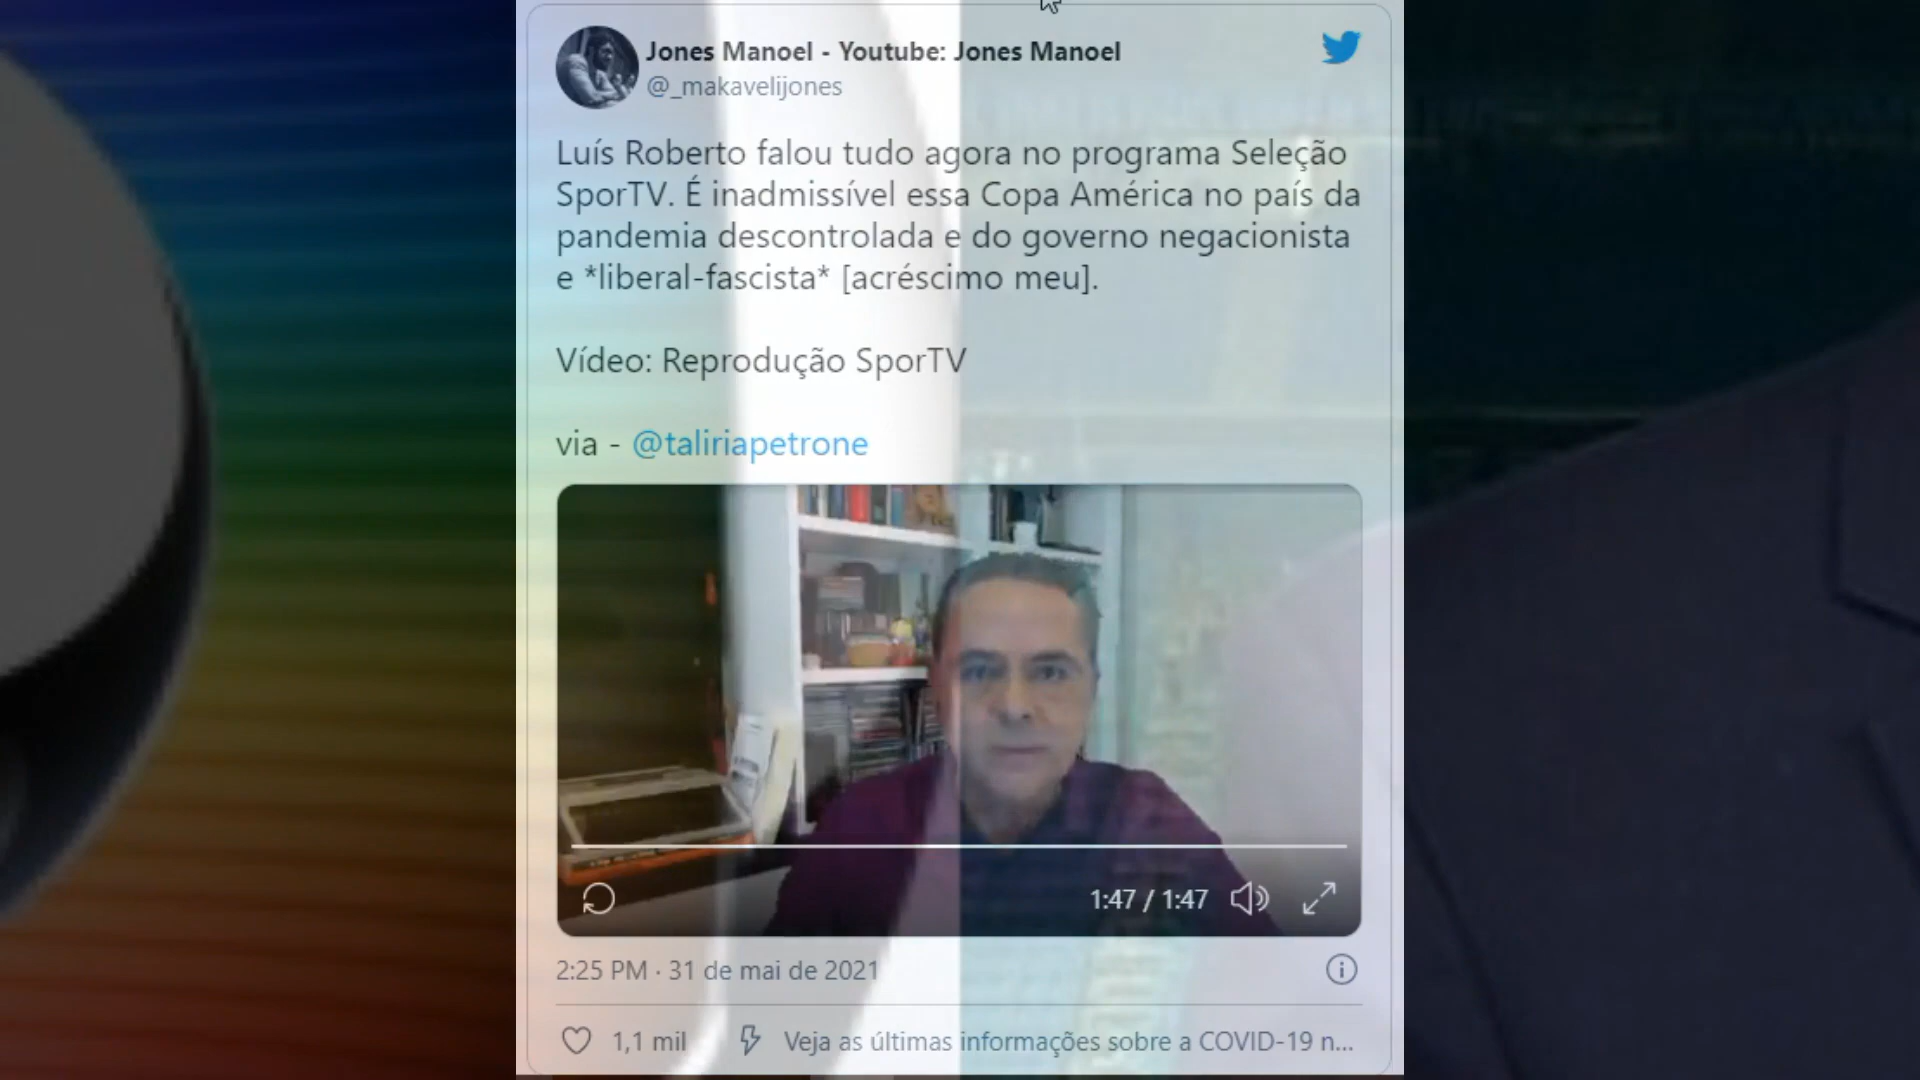 Jones Manoel - Youtube: Jones Manoel
@_makavelijones
Luís Roberto falou tudo agora no programa Seleção
SporTV. É inadmissível essa Copa América no país da
pandemia descontrolada e do governo negacionista
e *liberal-fascista* [acréscimo meu].
Vídeo: Reprodução SporTV
via - @taliriapetrone
1:47 / 1:47
2:25 PM · 31 de mai de 2021
1,1 mil
Veja as últimas informações sobre a COVID-19 n...